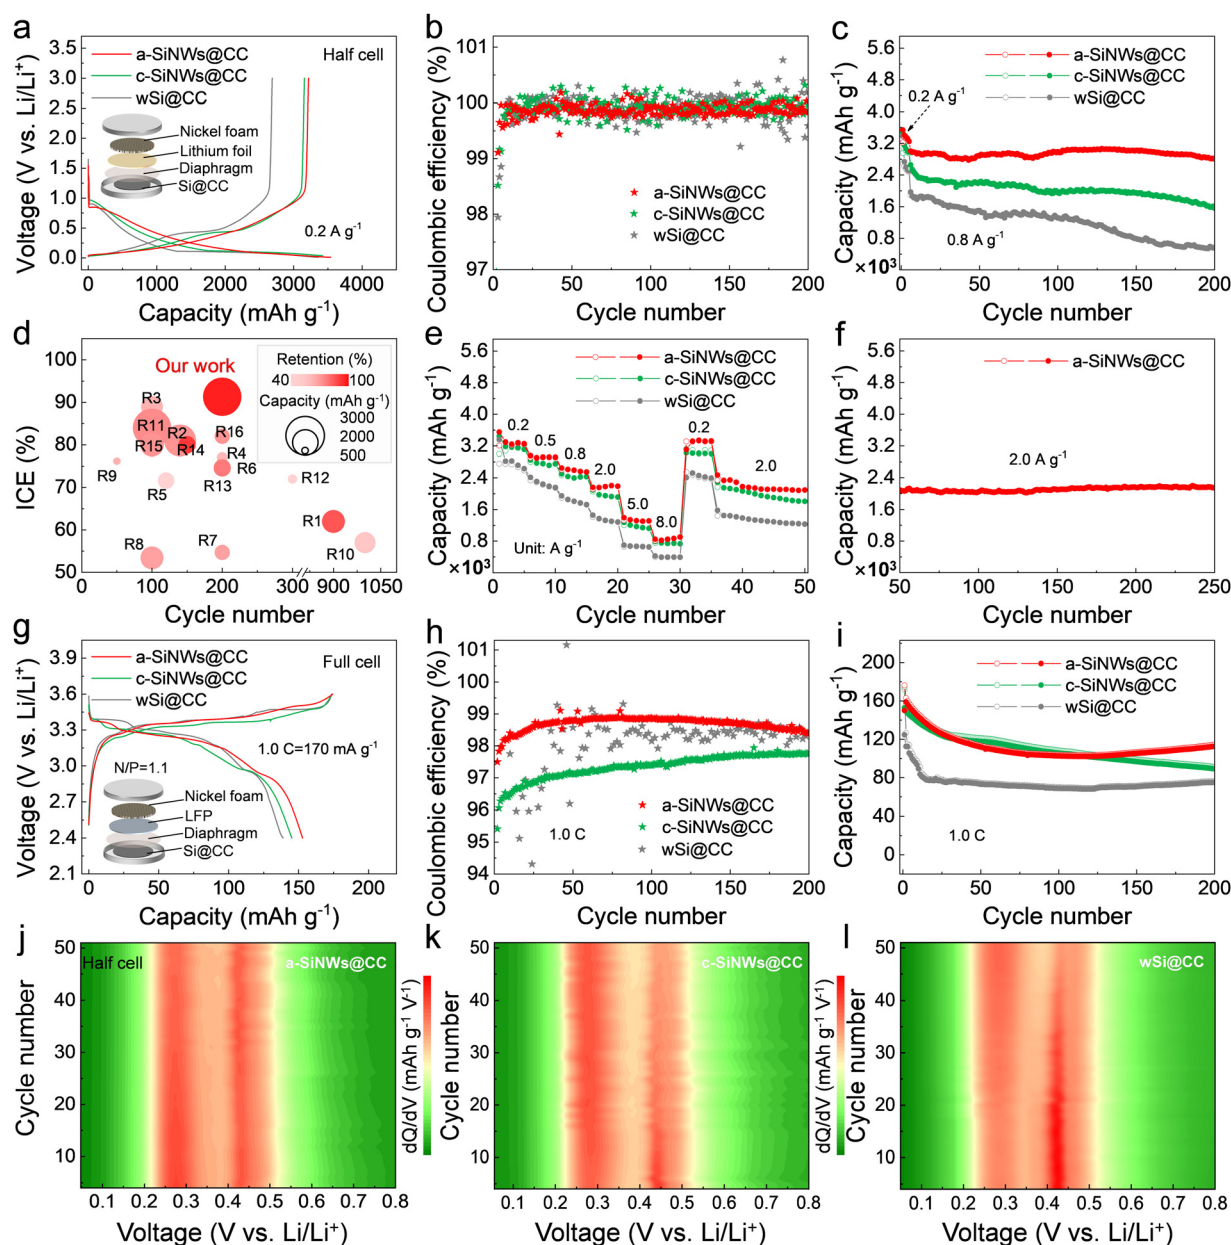 a
a-SiNWs@CC
c-SiNWs@CC
wSi@CC
Half cell
Nickel foam
Lithium foil
Diaphragm
Si@CC
0.2 A g⁻¹
3.5
3.0
2.5
2.0
1.5
1.0
0.5
0.0
0 1000 2000 3000 4000
Voltage (V vs. Li/Li⁺)
Capacity (mAh g⁻¹)
b
101
100
99
98
97
a-SiNWs@CC
c-SiNWs@CC
wSi@CC
0 50 100 150 200
Coulombic efficiency (%)
Cycle number
c
5.6
4.8
4.0
3.2
2.4
1.6
0.8
×10³
a-SiNWs@CC
c-SiNWs@CC
wSi@CC
0.2 A g⁻¹
0.8 A g⁻¹
0 50 100 150 200
Capacity (mAh g⁻¹)
Cycle number
d
100
90
80
70
60
50
Our work
Retention (%)
40 100
Capacity (mAh g⁻¹)
3000
2000
500
R3
R11
R2
R16
R15
R14
R4
R9
R6
R5
R13
R12
R1
R8
R7
R10
0 100 200 300 900 1050
ICE (%)
Cycle number
e
5.6
4.8
4.0
3.2
2.4
1.6
0.8
×10³
a-SiNWs@CC
c-SiNWs@CC
wSi@CC
0.2
0.5
0.8
2.0
5.0
8.0
0.2
2.0
Unit: A g⁻¹
0 10 20 30 40 50
Capacity (mAh g⁻¹)
Cycle number
f
5.6
4.8
4.0
3.2
2.4
1.6
0.8
×10³
a-SiNWs@CC
2.0 A g⁻¹
50 100 150 200 250
Capacity (mAh g⁻¹)
Cycle number
g
3.9
3.6
3.3
3.0
2.7
2.4
2.1
a-SiNWs@CC
c-SiNWs@CC
wSi@CC
Full cell
1.0 C=170 mA g⁻¹
N/P=1.1
Nickel foam
LFP
Diaphragm
Si@CC
0 50 100 150 200
Voltage (V vs. Li/Li⁺)
Capacity (mAh g⁻¹)
h
101
100
99
98
97
96
95
94
1.0 C
a-SiNWs@CC
c-SiNWs@CC
wSi@CC
0 50 100 150 200
Coulombic efficiency (%)
Cycle number
i
200
160
120
80
40
0
a-SiNWs@CC
c-SiNWs@CC
wSi@CC
1.0 C
0 50 100 150 200
Capacity (mAh g⁻¹)
Cycle number
j
50
40
30
20
10
Half cell
a-SiNWs@CC
0.1 0.2 0.3 0.4 0.5 0.6 0.7 0.8
Cycle number
Voltage (V vs. Li/Li⁺)
dQ/dV (mAh g⁻¹ V⁻¹)
k
50
40
30
20
10
c-SiNWs@CC
0.1 0.2 0.3 0.4 0.5 0.6 0.7 0.8
Cycle number
Voltage (V vs. Li/Li⁺)
dQ/dV (mAh g⁻¹ V⁻¹)
l
50
40
30
20
10
wSi@CC
0.1 0.2 0.3 0.4 0.5 0.6 0.7 0.8
Cycle number
Voltage (V vs. Li/Li⁺)